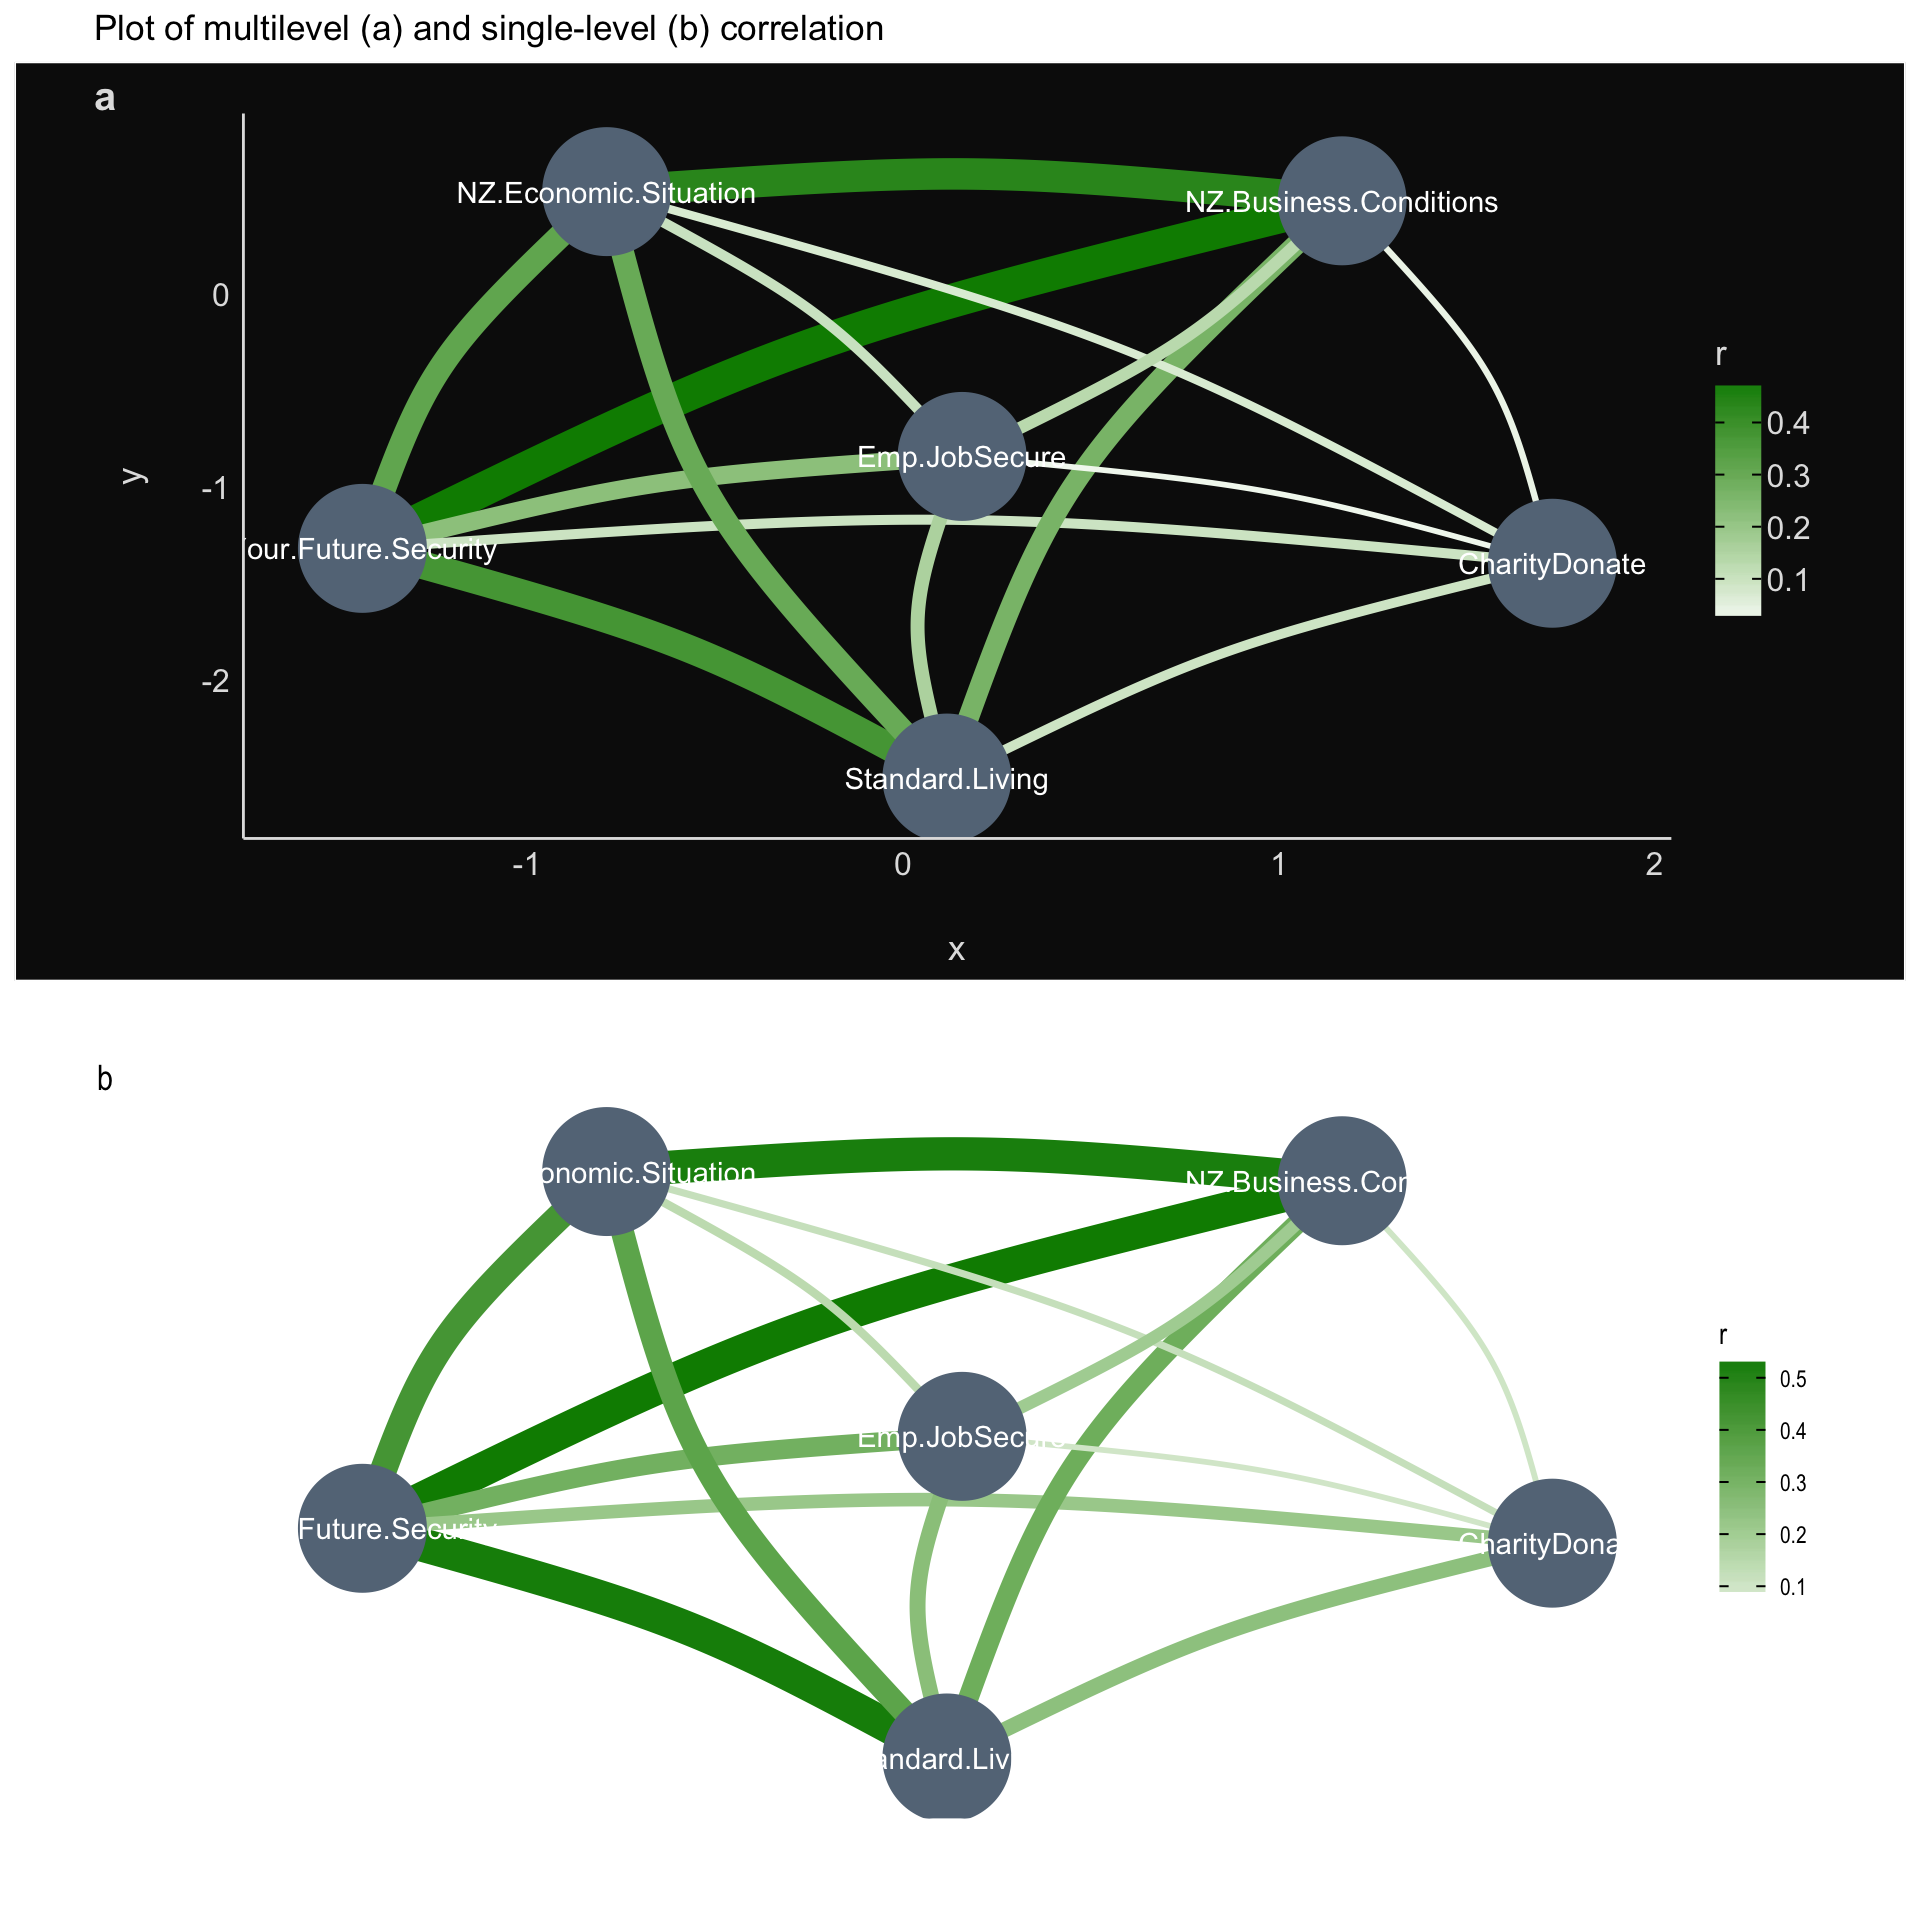 Plot of multilevel (a) and single-level (b) correlation
a
NZ.Economic.Situation
NZ.Business.Conditions
0
r
0.4
Emp.JobSecure
0.3
y
-1
0.2
our.Future.Security
CharityDonate
0.1
-2
Standard.Living
-1
0
1
2
x
b
onomic.Situation
NZ.Business.Con
r
0.5
0.4
Emp.JobSecure
0.3
Future.Security
0.2
CharityDona
0.1
andard.Liv